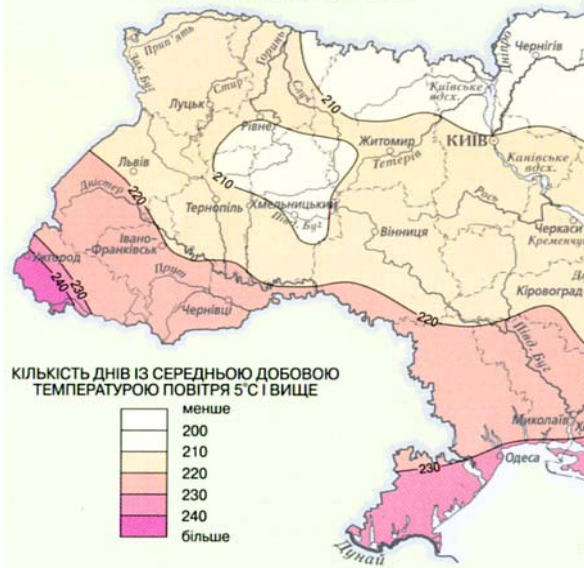 Чернігів
Дніпро
Прип'ять
Зах. Буг
Горинь
Стир
Случ
Київське
вдсх.
210
Луцьк
Рівне
Житомир
КИЇВ
Тетерів
Канівське
вдсх.
Львів
210
220
Дністер
Тернопіль
Хмельницький
Півд. Буг
Рось
Вінниця
Черкаси
Кременчу
Івано-
Франківськ
Ужгород
Прут
240
230
Чернівці
Кіровоград
220
Півд. Буг
КІЛЬКІСТЬ ДНІВ ІЗ СЕРЕДНЬОЮ ДОБОВОЮ
ТЕМПЕРАТУРОЮ ПОВІТРЯ 5°С І ВИЩЕ
менше
200
210
220
230
240
більше
Миколаїв
230
Одеса
Дунай